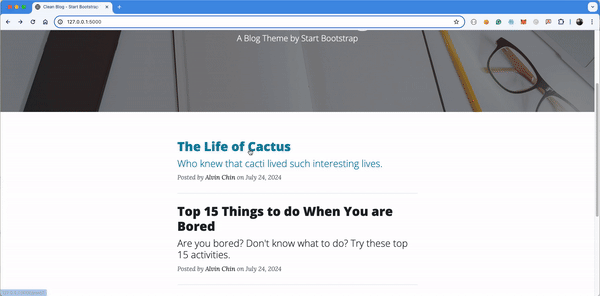 Clean Blog - Start Bootstrap
127.0.0.1:5000
A Blog Theme by Start Bootstrap
The Life of Cactus
Who knew that cacti lived such interesting lives.
Posted by Alvin Chin on July 24, 2024
Top 15 Things to do When You are
Bored
Are you bored? Don't know what to do? Try these top
15 activities.
Posted by Alvin Chin on July 24, 2024